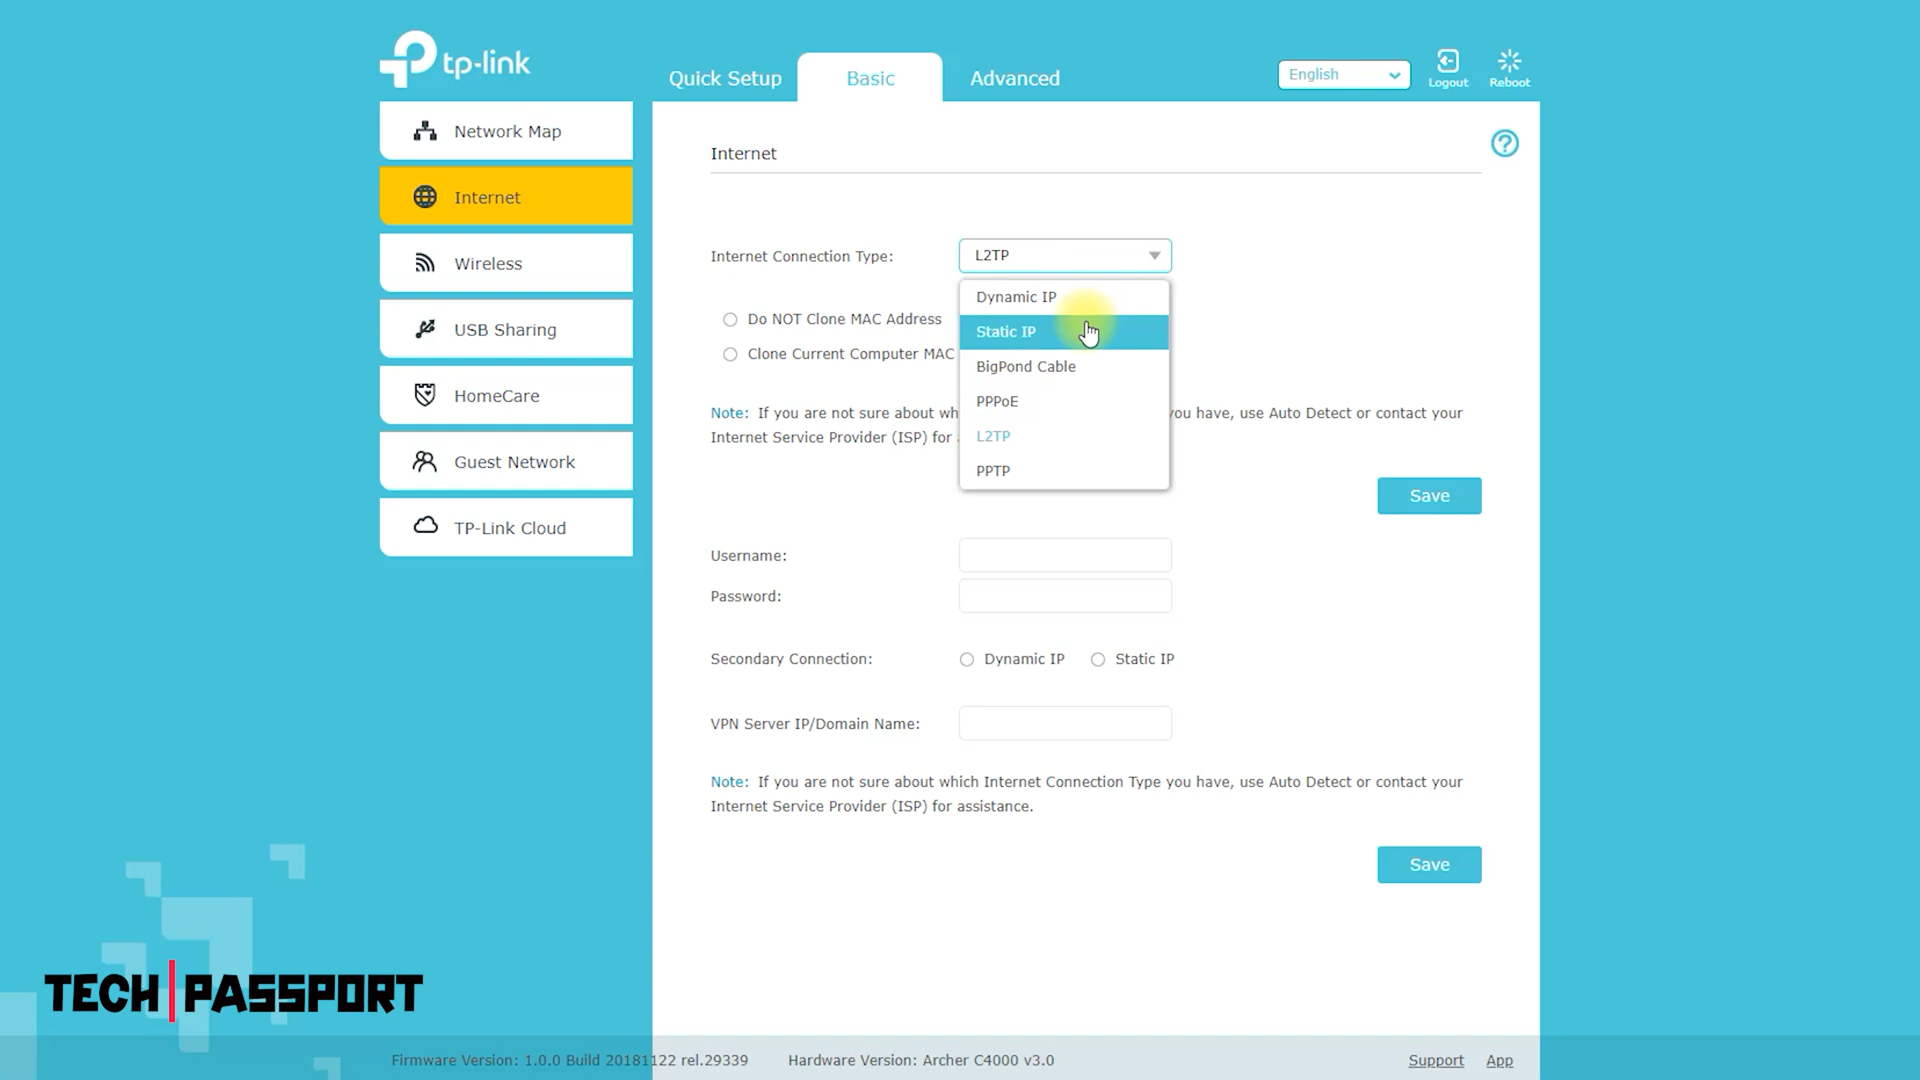 tp-link
Quick Setup
Basic
Advanced
English
Logout
Reboot
Network Map
Internet
Wireless
USB Sharing
HomeCare
Guest Network
TP-Link Cloud
Internet
Internet Connection Type:
L2TP
Dynamic IP
Static IP
BigPond Cable
PPPoE
L2TP
PPTP
Do NOT Clone MAC Address
Clone Current Computer MAC
Note: If you are not sure about wh
you have, use Auto Detect or contact your
Internet Service Provider (ISP) for
Save
Username:
Password:
Secondary Connection:
Dynamic IP
Static IP
VPN Server IP/Domain Name:
Note: If you are not sure about which Internet Connection Type you have, use Auto Detect or contact your
Internet Service Provider (ISP) for assistance.
Save
TECH|PASSPORT
Firmware Version: 1.0.0 Build 20181122 rel.29339
Hardware Version: Archer C4000 v3.0
Support
App